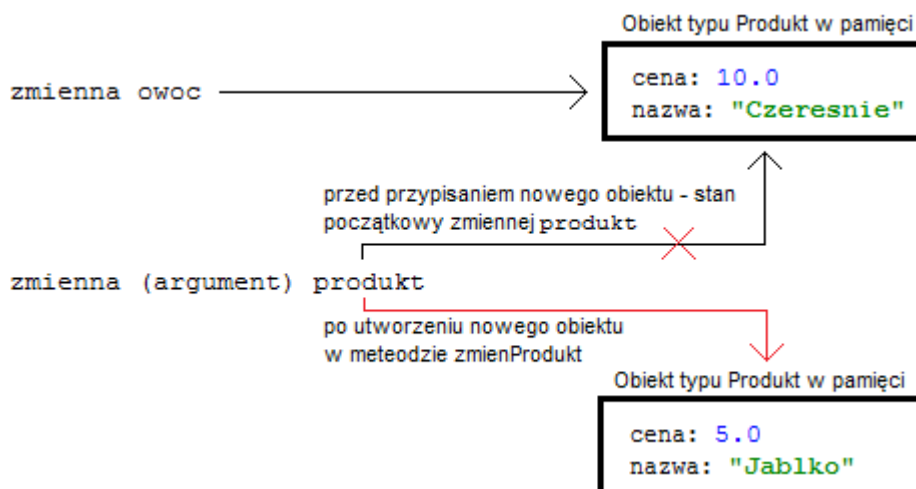 Obiekt typu Produkt w pamięci
cena: 10.0
nazwa: "Czeresnie"
zmienna owoc
przed przypisaniem nowego obiektu - stan
początkowy zmiennej produkt
zmienna (argument) produkt
po utworzeniu nowego obiektu
w meteodzie zmienProdukt
Obiekt typu Produkt w pamięci
cena: 5.0
nazwa: "Jablko"